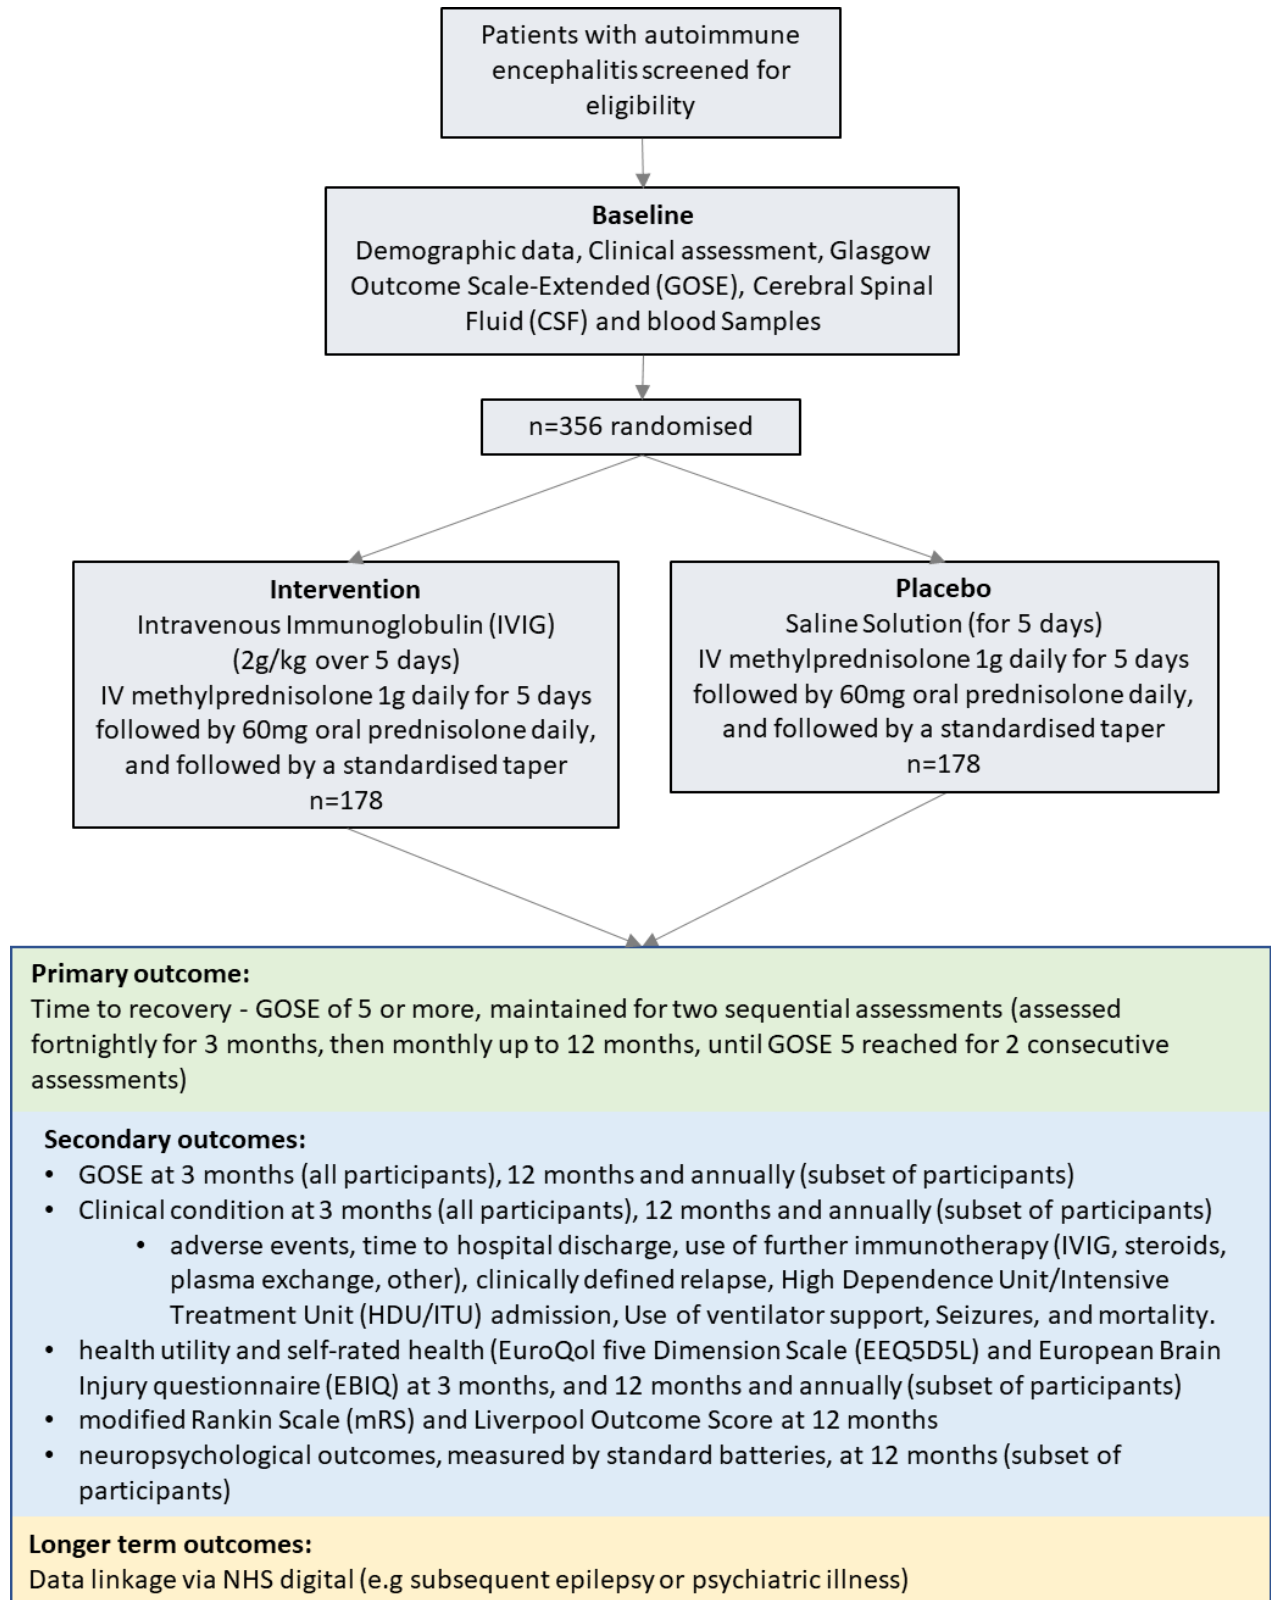 Patients with autoimmune
encephalitis screened for
eligibility
Baseline
Demographic data, Clinical assessment, Glasgow
Outcome Scale-Extended (GOSE), Cerebral Spinal
Fluid (CSF) and blood Samples
n=356 randomised
Intervention
Intravenous Immunoglobulin (IVIG)
(2g/kg over 5 days)
IV methylprednisolone 1g daily for 5 days
followed by 60mg oral prednisolone daily,
and followed by a standardised taper
n=178
Placebo
Saline Solution (for 5 days)
IV methylprednisolone 1g daily for 5 days
followed by 60mg oral prednisolone daily,
and followed by a standardised taper
n=178
Primary outcome:
Time to recovery - GOSE of 5 or more, maintained for two sequential assessments (assessed
fortnightly for 3 months, then monthly up to 12 months, until GOSE 5 reached for 2 consecutive
assessments)
Secondary outcomes:
• GOSE at 3 months (all participants), 12 months and annually (subset of participants)
• Clinical condition at 3 months (all participants), 12 months and annually (subset of participants)
• adverse events, time to hospital discharge, use of further immunotherapy (IVIG, steroids,
plasma exchange, other), clinically defined relapse, High Dependence Unit/Intensive
Treatment Unit (HDU/ITU) admission, Use of ventilator support, Seizures, and mortality.
• health utility and self-rated health (EuroQol five Dimension Scale (EEQ5D5L) and European Brain
Injury questionnaire (EBIQ) at 3 months, and 12 months and annually (subset of participants)
• modified Rankin Scale (mRS) and Liverpool Outcome Score at 12 months
• neuropsychological outcomes, measured by standard batteries, at 12 months (subset of
participants)
Longer term outcomes:
Data linkage via NHS digital (e.g subsequent epilepsy or psychiatric illness)